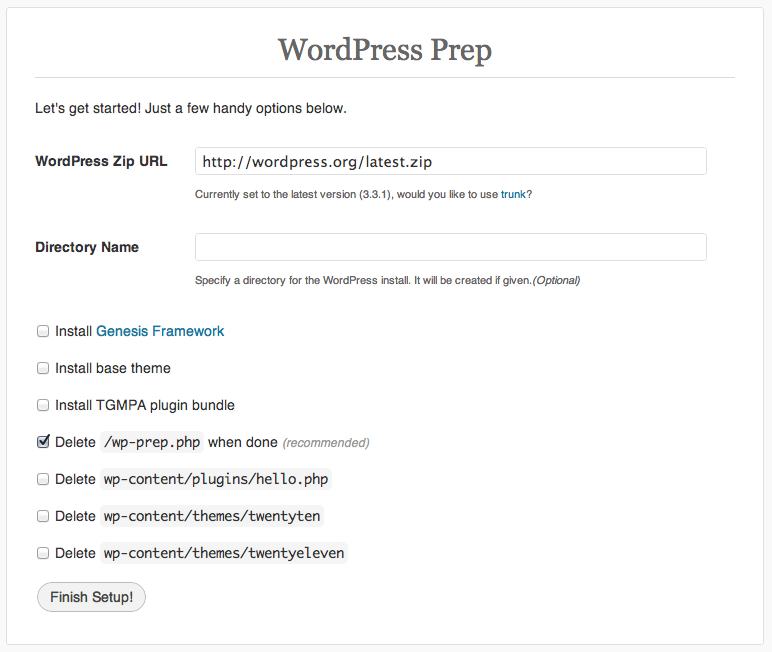 WordPress Prep
Let's get started! Just a few handy options below.
WordPress Zip URL
http://wordpress.org/latest.zip
Currently set to the latest version (3.3.1), would you like to use trunk?
Directory Name
Specify a directory for the WordPress install. It will be created if given.(Optional)
Install Genesis Framework
Install base theme
Install TGMPA plugin bundle
Delete /wp-prep.php when done (recommended)
Delete wp-content/plugins/hello.php
Delete wp-content/themes/twentyten
Delete wp-content/themes/twentyeleven
Finish Setup!